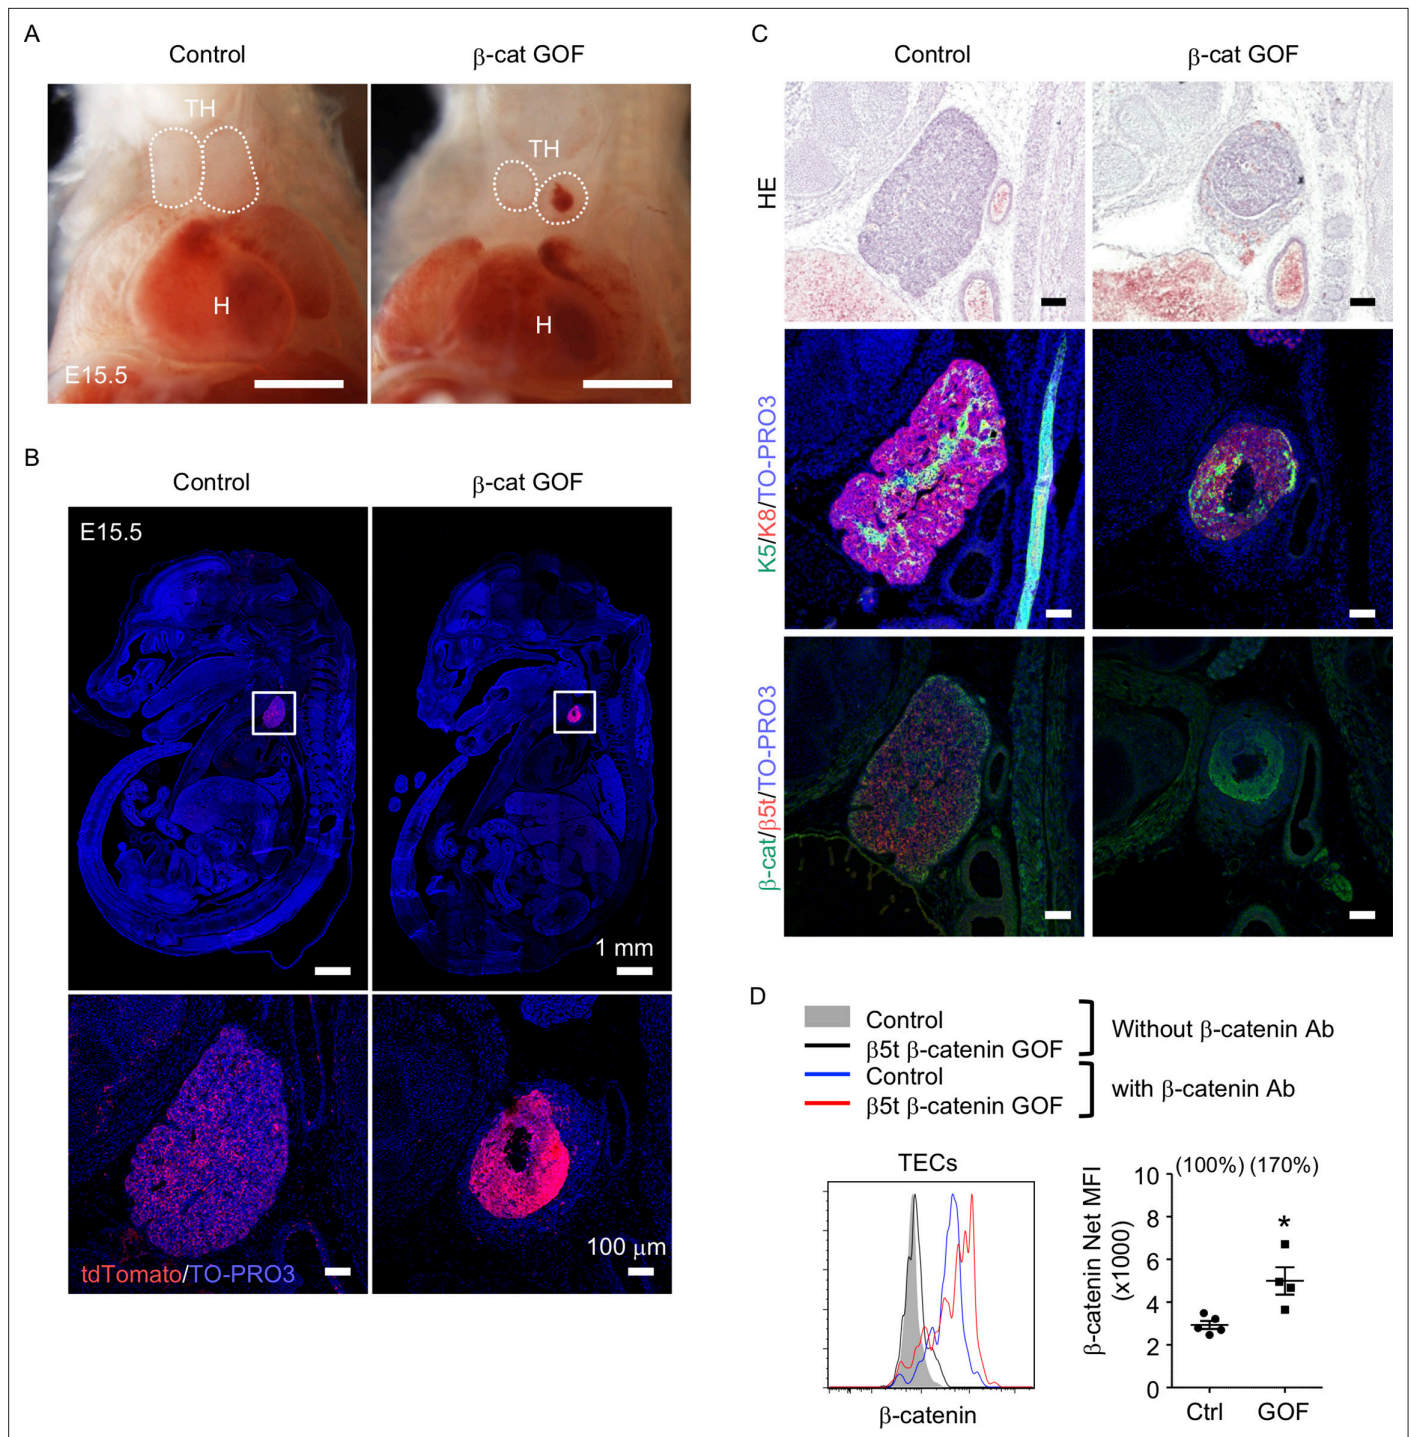 A
Control
β-cat GOF
TH
TH
H
H
E15.5
B
Control
β-cat GOF
E15.5
1 mm
tdTomato/TO-PRO3
100 μm
C
Control
β-cat GOF
HE
K5/K8/TO-PRO3
β-cat/β5t/TO-PRO3
D
Control
β5t β-catenin GOF
Without β-catenin Ab
Control
β5t β-catenin GOF
with β-catenin Ab
TECs
β-catenin
(100%) (170%)
β-catenin Net MFI
(x1000)
10
8
6
4
2
0
*
Ctrl
GOF